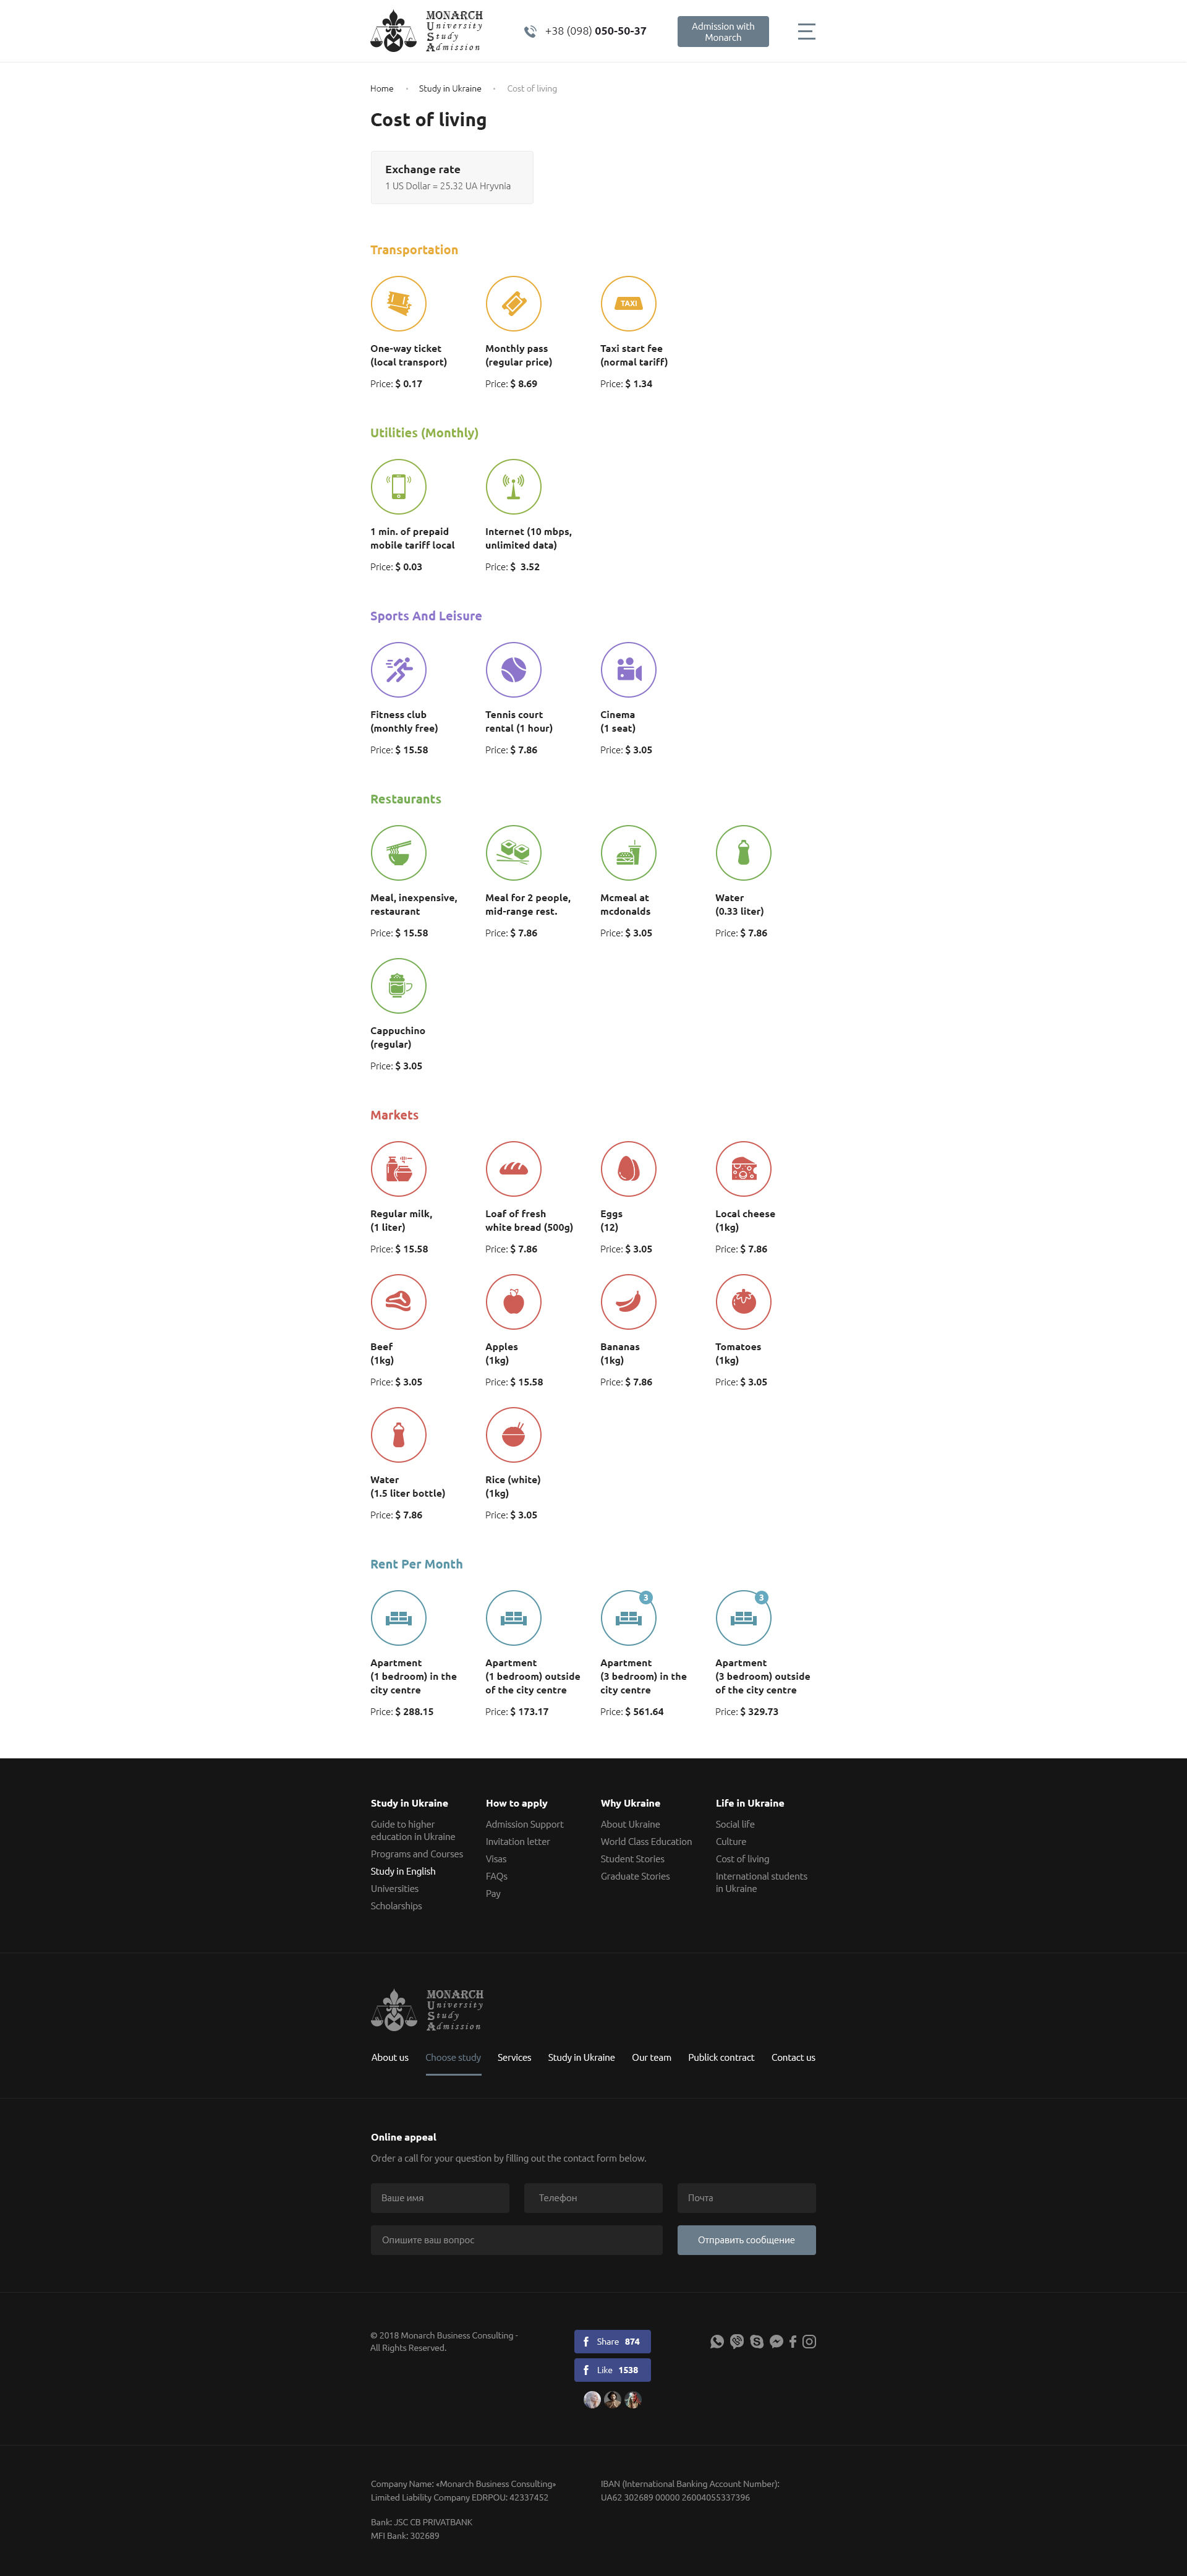 MONARCH
University
Study
Admission
+38 (098) 050-50-37
Admission with
Monarch
Home · Study in Ukraine · Cost of living
Cost of living
Exchange rate
1 US Dollar = 25.32 UA Hryvnia
Transportation
TAXI
One-way ticket
(local transport)
Price: $ 0.17
Monthly pass
(regular price)
Price: $ 8.69
Taxi start fee
(normal tariff)
Price: $ 1.34
Utilities (Monthly)
1 min. of prepaid
mobile tariff local
Price: $ 0.03
Internet (10 mbps,
unlimited data)
Price: $ 3.52
Sports And Leisure
Fitness club
(monthly free)
Price: $ 15.58
Tennis court
rental (1 hour)
Price: $ 7.86
Cinema
(1 seat)
Price: $ 3.05
Restaurants
Meal, inexpensive,
restaurant
Price: $ 15.58
Meal for 2 people,
mid-range rest.
Price: $ 7.86
Mcmeal at
mcdonalds
Price: $ 3.05
Water
(0.33 liter)
Price: $ 7.86
Cappuchino
(regular)
Price: $ 3.05
Markets
Regular milk,
(1 liter)
Price: $ 15.58
Loaf of fresh
white bread (500g)
Price: $ 7.86
Eggs
(12)
Price: $ 3.05
Local cheese
(1kg)
Price: $ 7.86
Beef
(1kg)
Price: $ 3.05
Apples
(1kg)
Price: $ 15.58
Bananas
(1kg)
Price: $ 7.86
Tomatoes
(1kg)
Price: $ 3.05
Water
(1.5 liter bottle)
Price: $ 7.86
Rice (white)
(1kg)
Price: $ 3.05
Rent Per Month
Apartment
(1 bedroom) in the
city centre
Price: $ 288.15
Apartment
(1 bedroom) outside
of the city centre
Price: $ 173.17
3
Apartment
(3 bedroom) in the
city centre
Price: $ 561.64
3
Apartment
(3 bedroom) outside
of the city centre
Price: $ 329.73
Study in Ukraine
Guide to higher
education in Ukraine
Programs and Courses
Study in English
Universities
Scholarships
How to apply
Admission Support
Invitation letter
Visas
FAQs
Pay
Why Ukraine
About Ukraine
World Class Education
Student Stories
Graduate Stories
Life in Ukraine
Social life
Culture
Cost of living
International students
in Ukraine
MONARCH
University
Study
Admission
About us Choose study Services Study in Ukraine Our team Publick contract Contact us
Online appeal
Order a call for your question by filling out the contact form below.
Ваше имя Телефон Почта
Опишите ваш вопрос Отправить сообщение
© 2018 Monarch Business Consulting -
All Rights Reserved.
Share 874
Like 1538
Company Name: «Monarch Business Consulting»
Limited Liability Company EDRPOU: 42337452
Bank: JSC CB PRIVATBANK
MFI Bank: 302689
IBAN (International Banking Account Number):
UA62 302689 00000 26004055337396